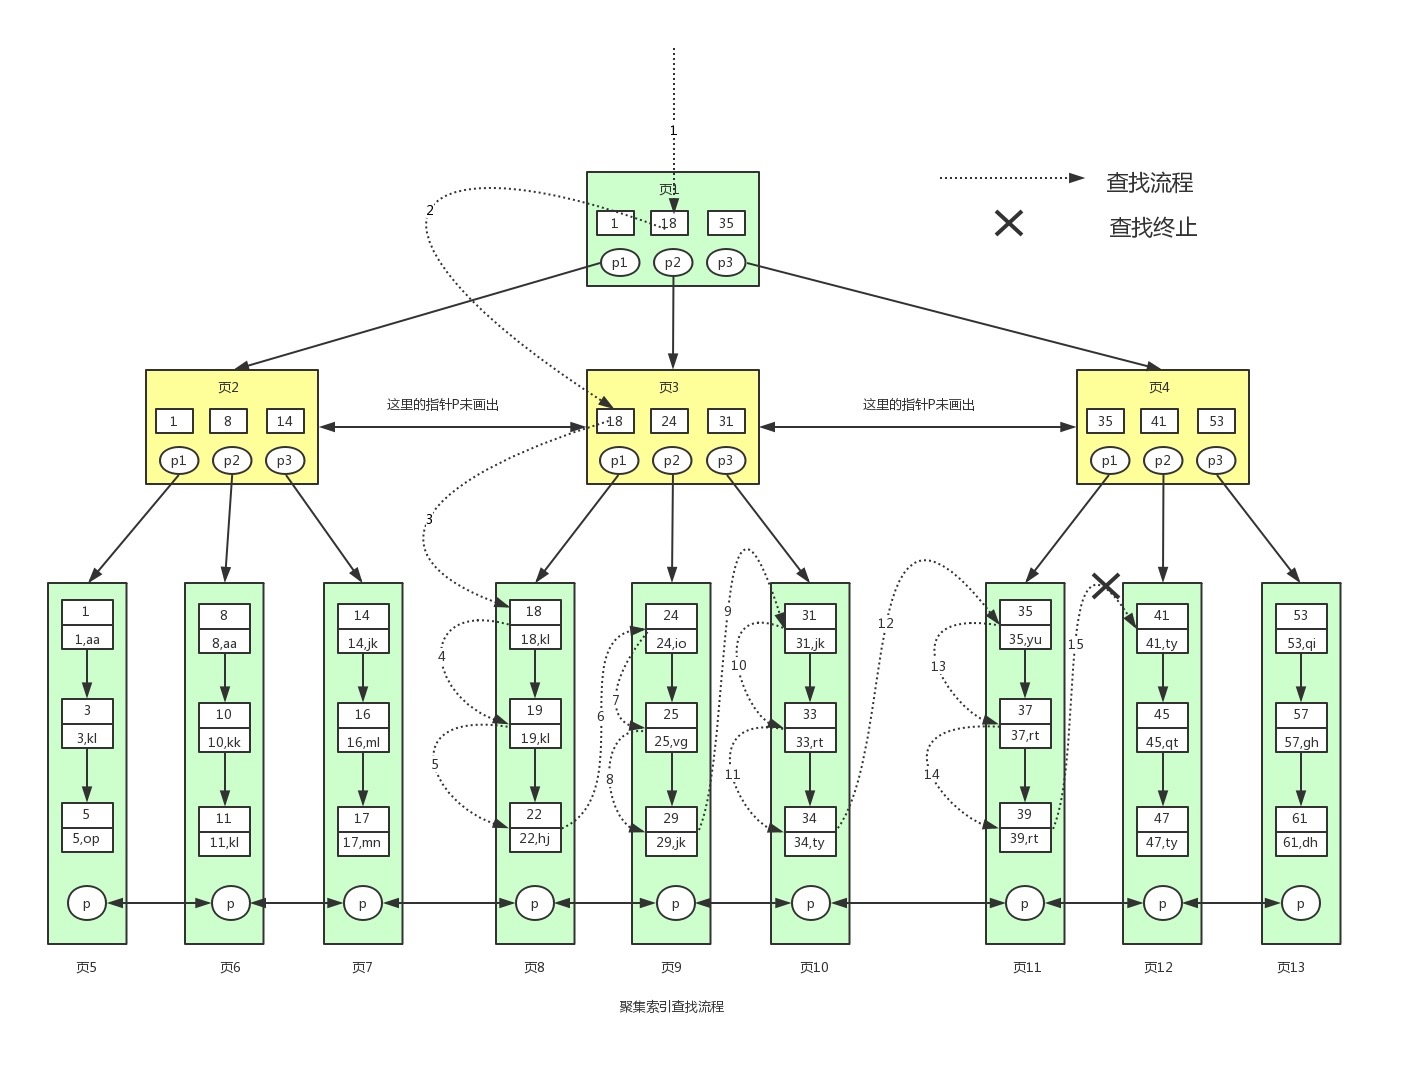 1
查找流程
页1
2
1 18 35
查找终止
p1 p2 p3
页2
页3
页4
这里的指针P未画出
这里的指针P未画出
1 8 14
18 24 31
35 41 53
p1 p2 p3
p1 p2 p3
p1 p2 p3
3
1
1,aa
3
3,kl
5
5,op
p
页5
8
8,aa
10
10,kk
11
11,kl
p
页6
14
14,jk
16
16,ml
17
17,mn
p
页7
4
5
18
18,kl
19
19,kl
22
22,hj
p
页8
6
7
8
24
24,io
25
25,vg
29
29,jk
p
页9
9
10
11
31
31,jk
33
33,rt
34
34,ty
p
页10
12
13
14
35
35,yu
37
37,rt
39
39,rt
p
页11
15
41
41,ty
45
45,qt
47
47,ty
p
页12
53
53,qi
57
57,gh
61
61,dh
p
页13
聚集索引查找流程